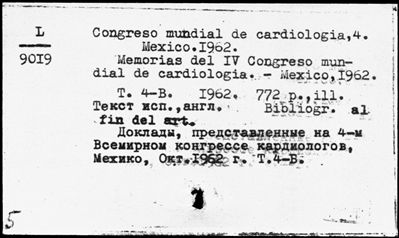 L
9019
Congreso mundial de cardiologia,4.
Mexico.1962.
Memorias del IV Congreso mun-
dial de cardiologia. - Mexico,1962.
T. 4-B. 1962. 772 p.,ill.
Текст исп.,англ. Bibliogr. al
fin del art.
Доклады, представленные на 4-м
Всемирном конгрессе кардиологов,
Мехико, Окт.1962 г. Т.4-В.
5